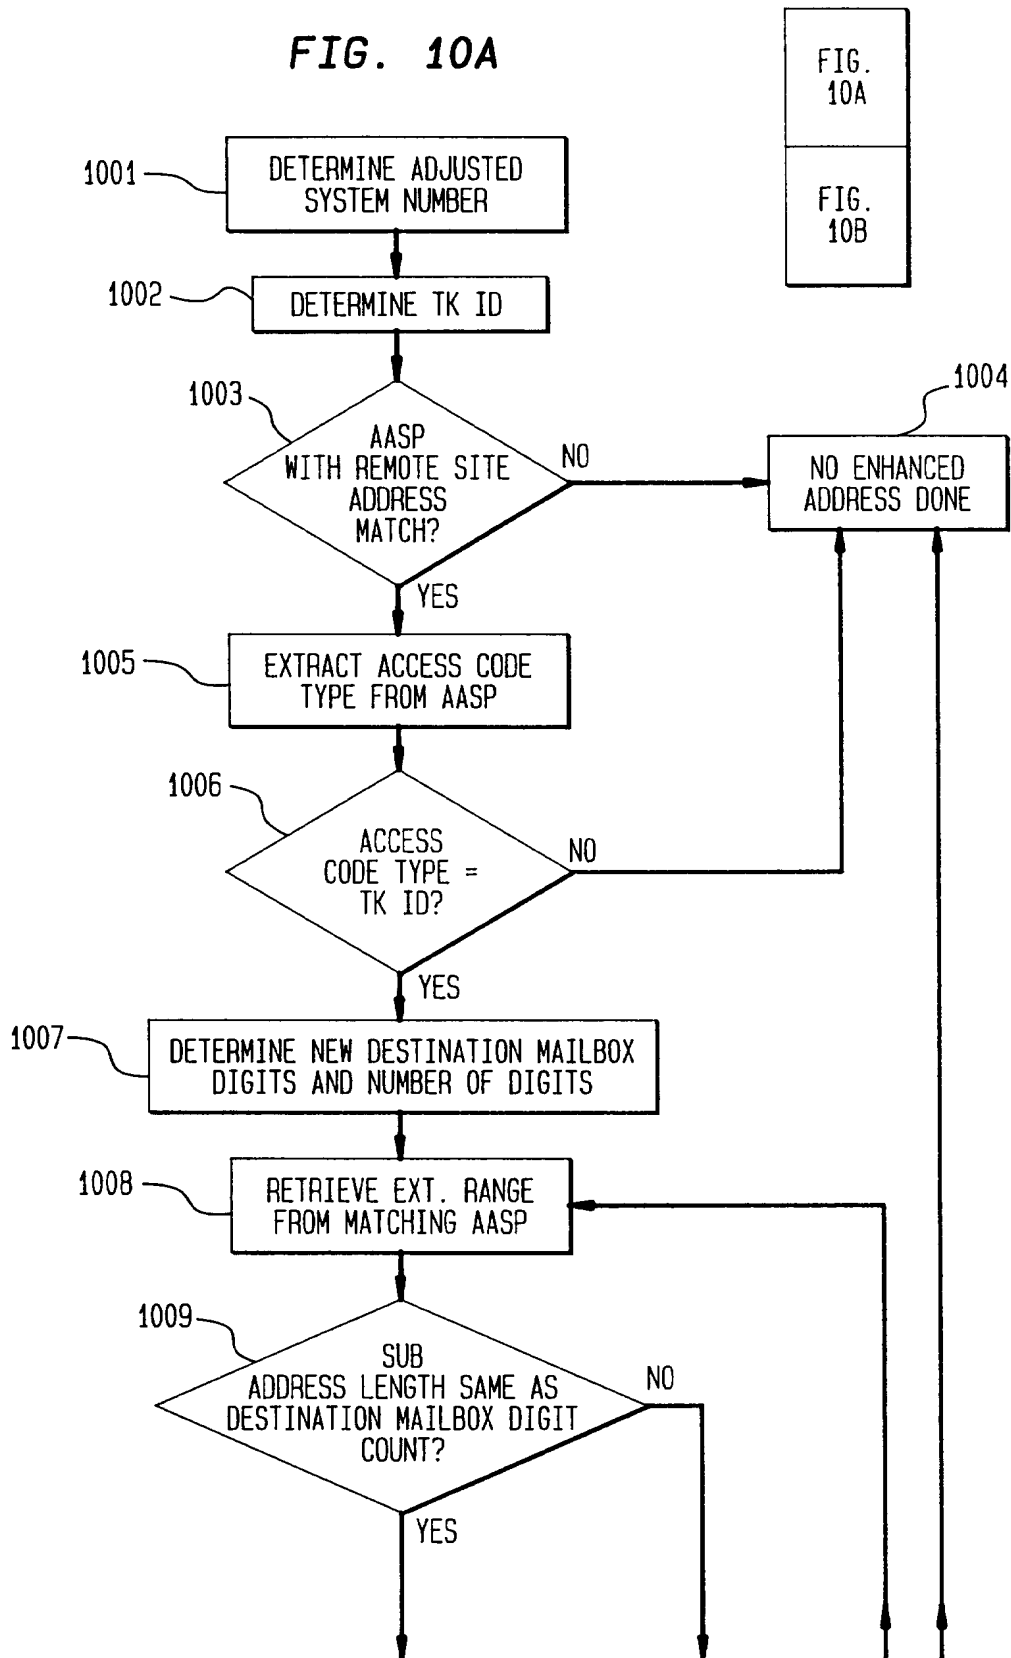 FIG. 10A
FIG.
10A
FIG.
10B
1001
DETERMINE ADJUSTED
SYSTEM NUMBER
1002
DETERMINE TK ID
1003
AASP
WITH REMOTE SITE
ADDRESS
MATCH?
NO
1004
NO ENHANCED
ADDRESS DONE
YES
1005
EXTRACT ACCESS CODE
TYPE FROM AASP
1006
ACCESS
CODE TYPE =
TK ID?
NO
YES
1007
DETERMINE NEW DESTINATION MAILBOX
DIGITS AND NUMBER OF DIGITS
1008
RETRIEVE EXT. RANGE
FROM MATCHING AASP
1009
SUB
ADDRESS LENGTH SAME AS
DESTINATION MAILBOX DIGIT
COUNT?
NO
YES